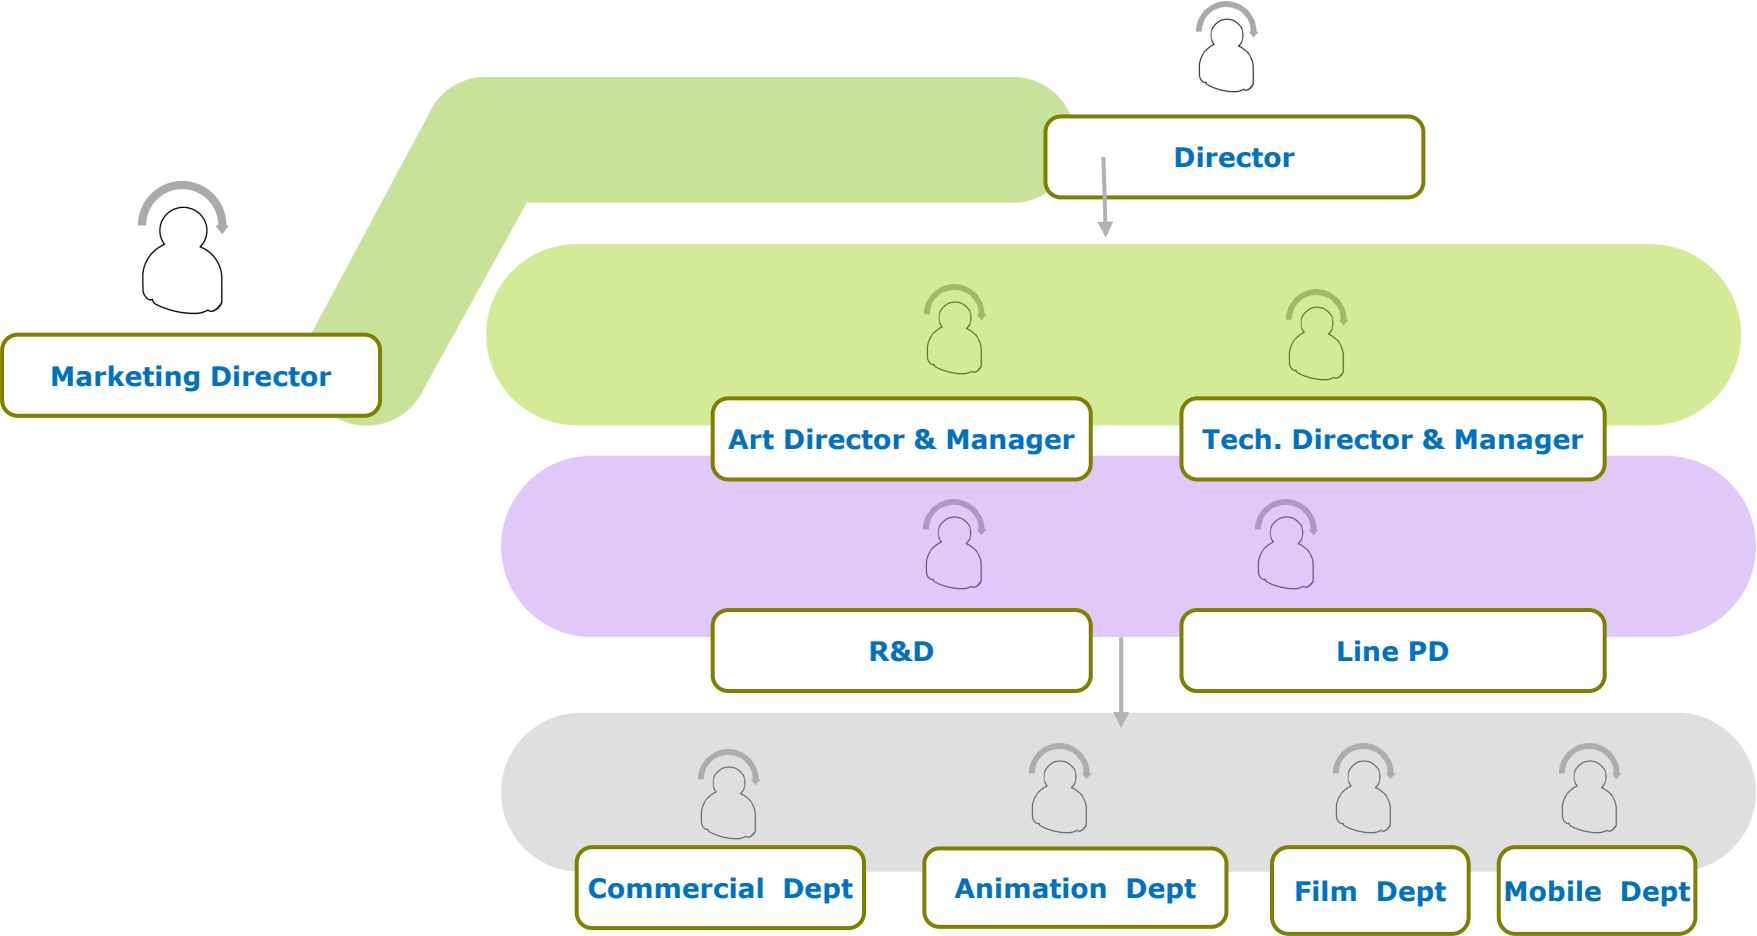 Director
Marketing Director
Art Director & Manager
Tech. Director & Manager
R&D
Line PD
Commercial  Dept
Animation  Dept
Film  Dept
Mobile  Dept